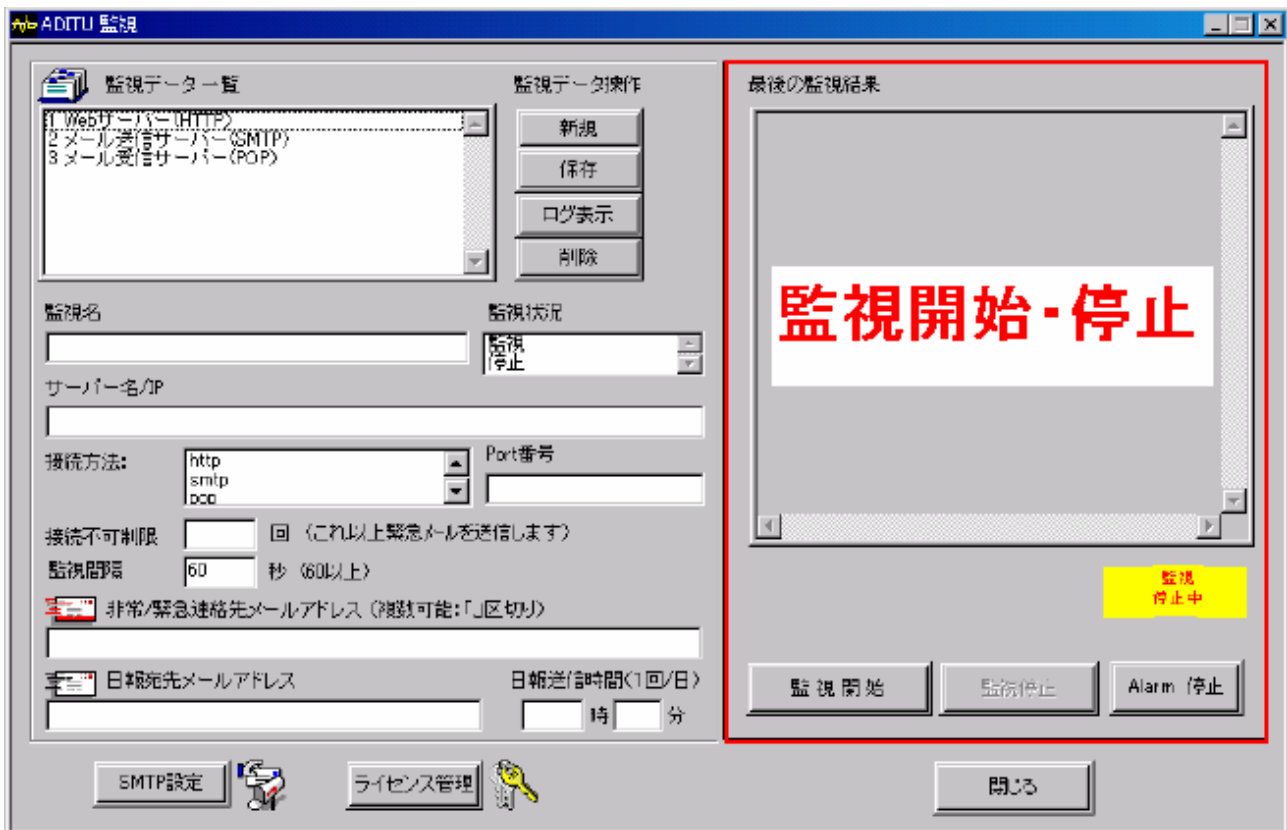 ADITU 監視
監視データ一覧
監視データ操作
1 Webサーバー(HTTP)
2 メール送信サーバー(SMTP)
3 メール受信サーバー(POP)
新規
保存
ログ表示
削除
監視名
監視状況
監視
停止
サーバー名/IP
接続方法:
http
smtp
pop
Port番号
接続不可制限
回 (これ以上緊急メールを送信します)
監視間隔
60
秒 (60以上)
非常/緊急連絡先メールアドレス (複数可能:「,」区切り)
日報宛先メールアドレス
日報送信時間(1回/日)
時
分
SMTP設定
ライセンス管理
最後の監視結果
監視開始・停止
監視
停止中
監視開始
監視停止
Alarm 停止
閉じる